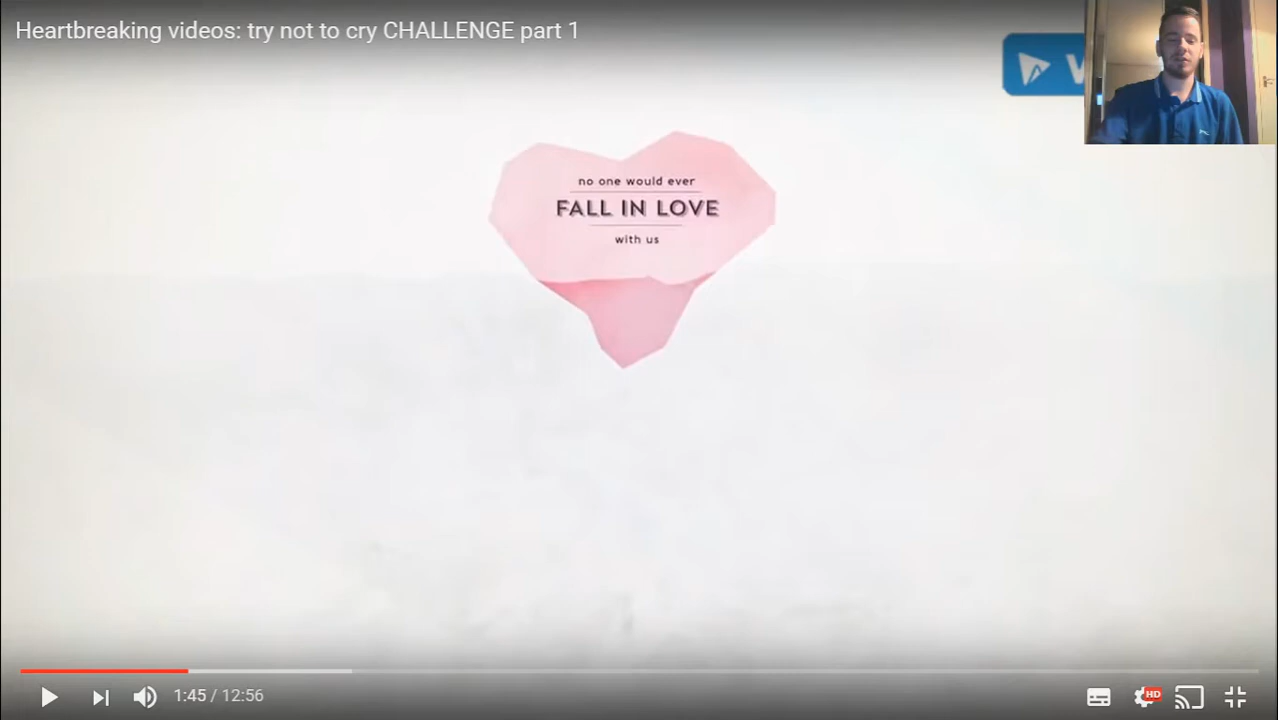 Heartbreaking videos: try not to cry CHALLENGE part 1
no one would ever
FALL IN LOVE
with us
1:45 / 12:56
HD